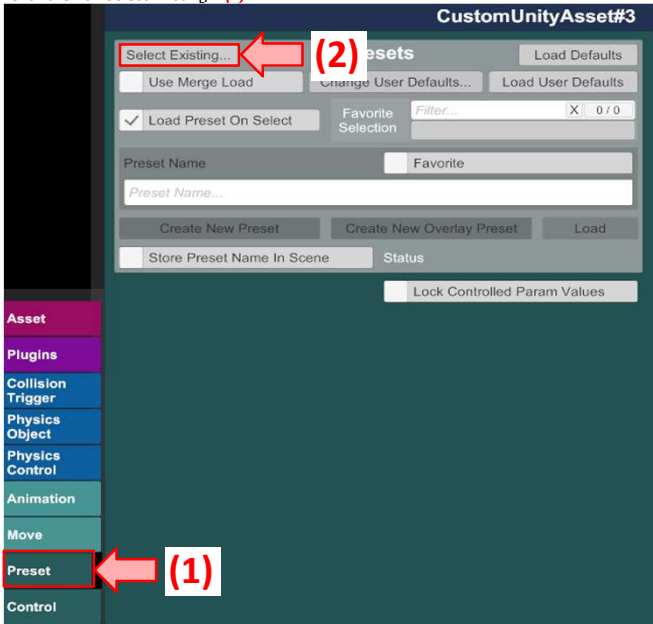 CustomUnityAsset#3
Select Existing...
(2)
esets
Load Defaults
Use Merge Load
Change User Defaults...
Load User Defaults
Load Preset On Select
Favorite
Selection
Filter...
X
0 / 0
Preset Name
Favorite
Preset Name...
Create New Preset
Create New Overlay Preset
Load
Store Preset Name In Scene
Status
Lock Controlled Param Values
Asset
Plugins
Collision
Trigger
Physics
Object
Physics
Control
Animation
Move
Preset
(1)
Control